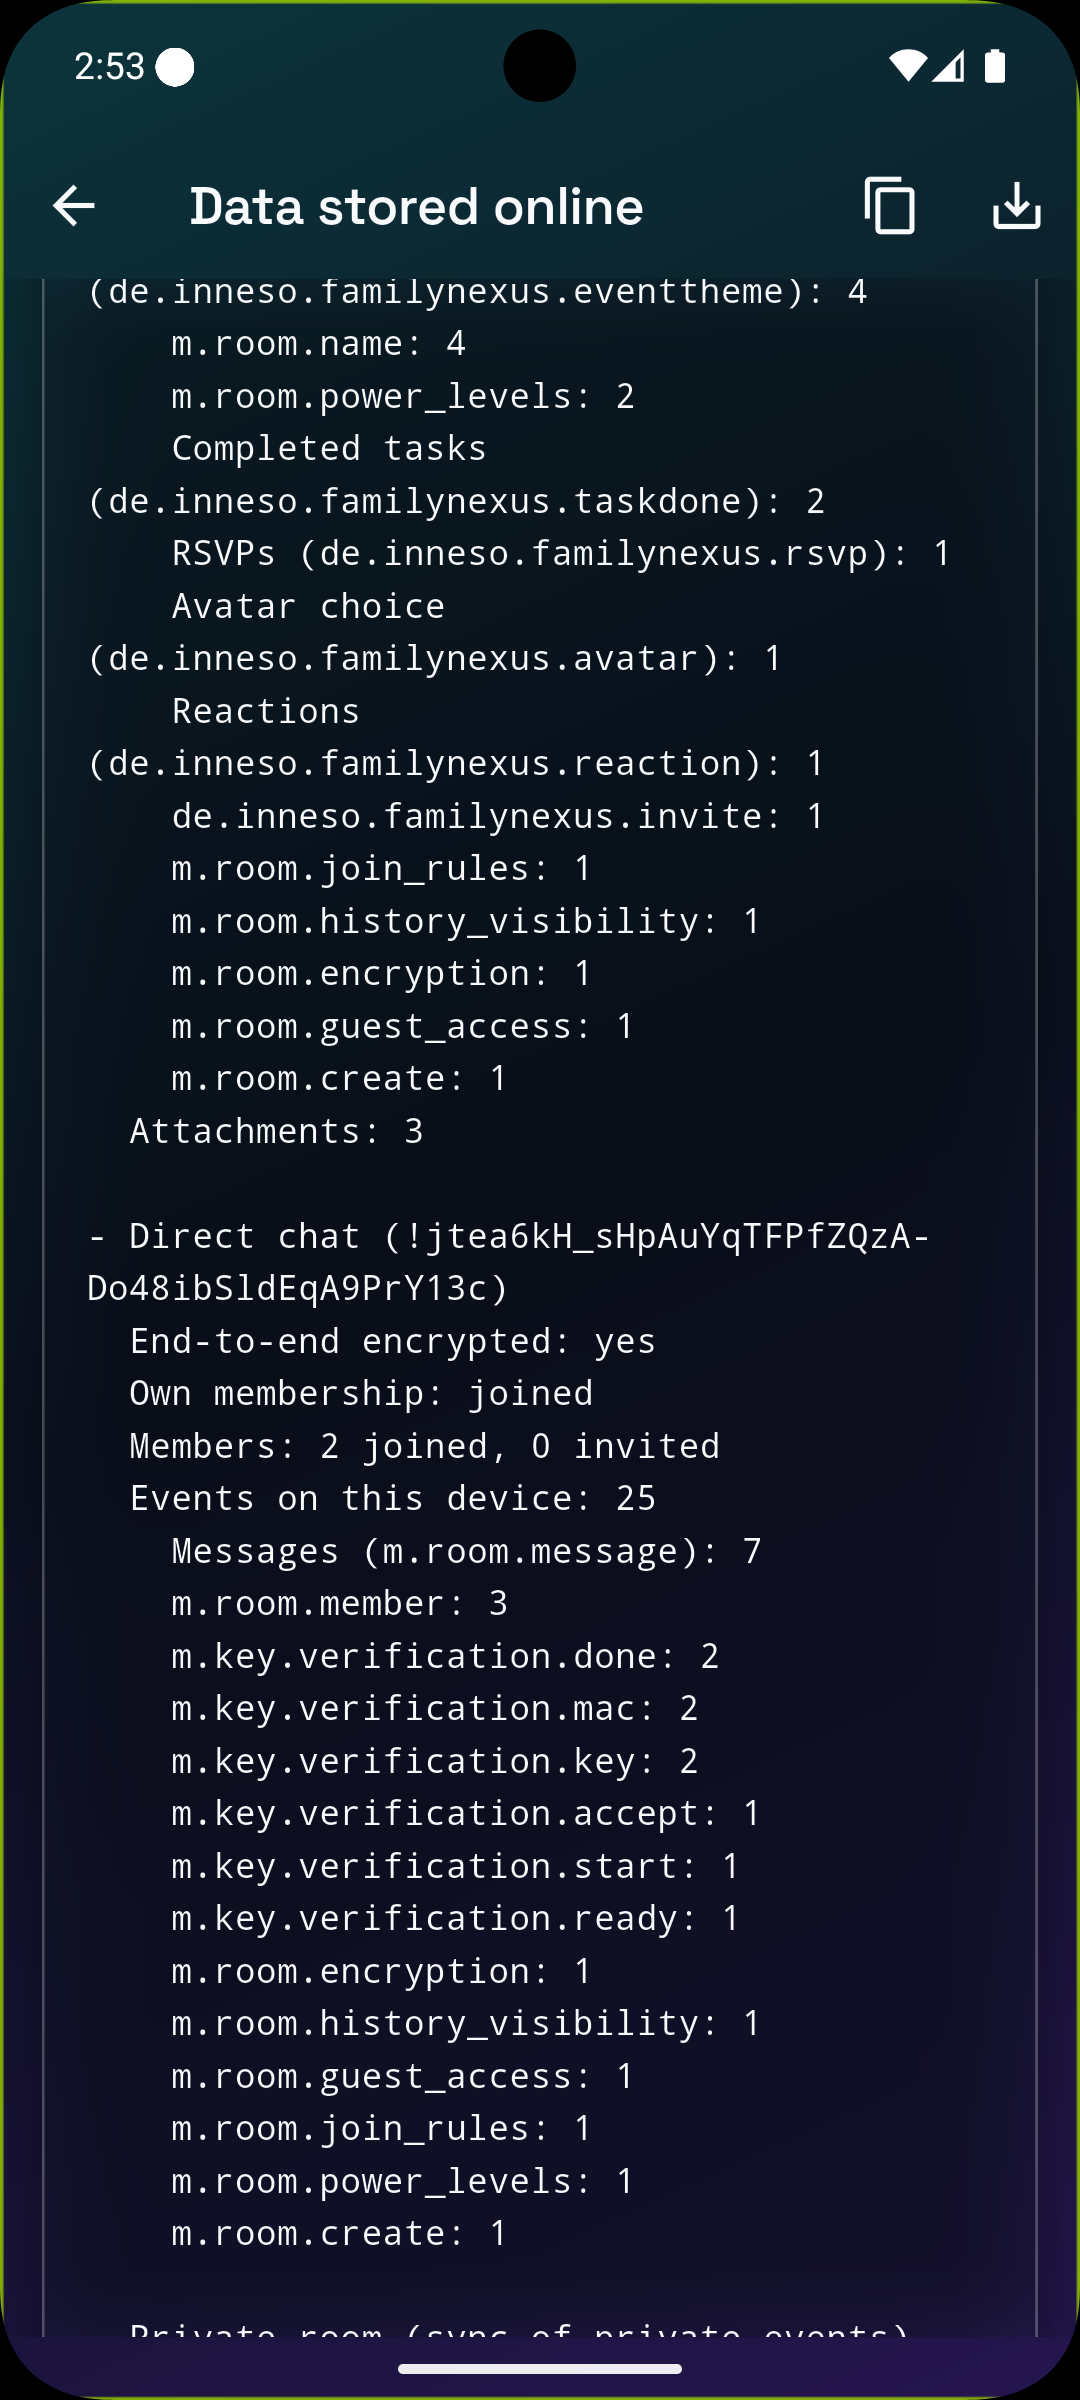 2:53
Data stored online
(de.inneso.familynexus.eventtheme): 4
m.room.name: 4
m.room.power_levels: 2
Completed tasks
(de.inneso.familynexus.taskdone): 2
RSVPs (de.inneso.familynexus.rsvp): 1
Avatar choice
(de.inneso.familynexus.avatar): 1
Reactions
(de.inneso.familynexus.reaction): 1
de.inneso.familynexus.invite: 1
m.room.join_rules: 1
m.room.history_visibility: 1
m.room.encryption: 1
m.room.guest_access: 1
m.room.create: 1
Attachments: 3
- Direct chat (!jtea6kH_sHpAuYqTFPfZQzA-
Do48ibSldEqA9PrY13c)
End-to-end encrypted: yes
Own membership: joined
Members: 2 joined, 0 invited
Events on this device: 25
Messages (m.room.message): 7
m.room.member: 3
m.key.verification.done: 2
m.key.verification.mac: 2
m.key.verification.key: 2
m.key.verification.accept: 1
m.key.verification.start: 1
m.key.verification.ready: 1
m.room.encryption: 1
m.room.history_visibility: 1
m.room.guest_access: 1
m.room.join_rules: 1
m.room.power_levels: 1
m.room.create: 1
Private room (sync of private events)